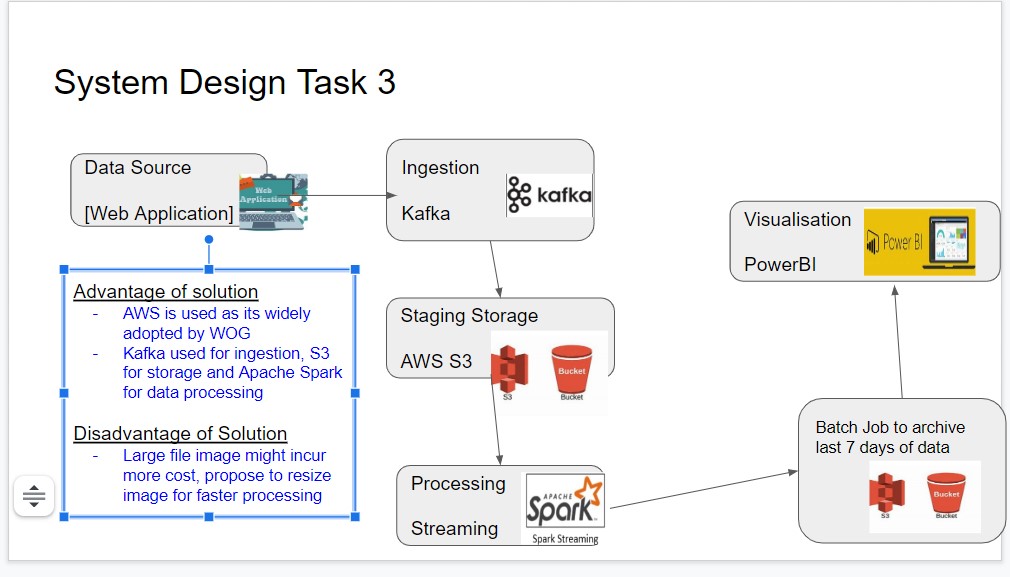 System Design Task 3
Data Source
[Web Application]
Web
Application
Ingestion
Kafka
kafka
Visualisation
PowerBI
Power BI
Advantage of solution
- AWS is used as its widely
adopted by WOG
- Kafka used for ingestion, S3
for storage and Apache Spark
for data processing
Disadvantage of Solution
- Large file image might incur
more cost, propose to resize
image for faster processing
Staging Storage
AWS S3
Bucket
S3
Bucket
Processing
Streaming
APACHE
Spark
Spark Streaming
Batch Job to archive
last 7 days of data
Bucket
S3
Bucket